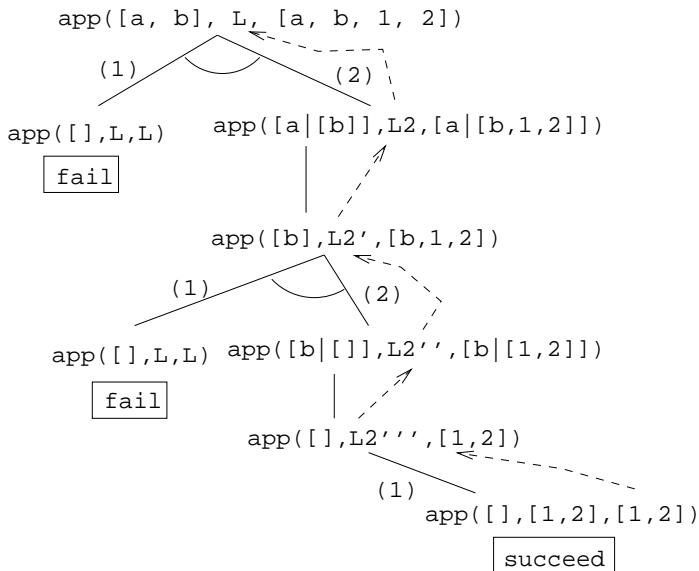 app([a, b], L, [a, b, 1, 2])
(1)
(2)
app([],L,L)
app([a|[b]],L2,[a|[b,1,2]])
fail
app([b],L2',[b,1,2])
(1)
(2)
app([],L,L)
app([b|[]],L2'',[b|[1,2]])
fail
app([],L2''',[1,2])
(1)
app([],[1,2],[1,2])
succeed